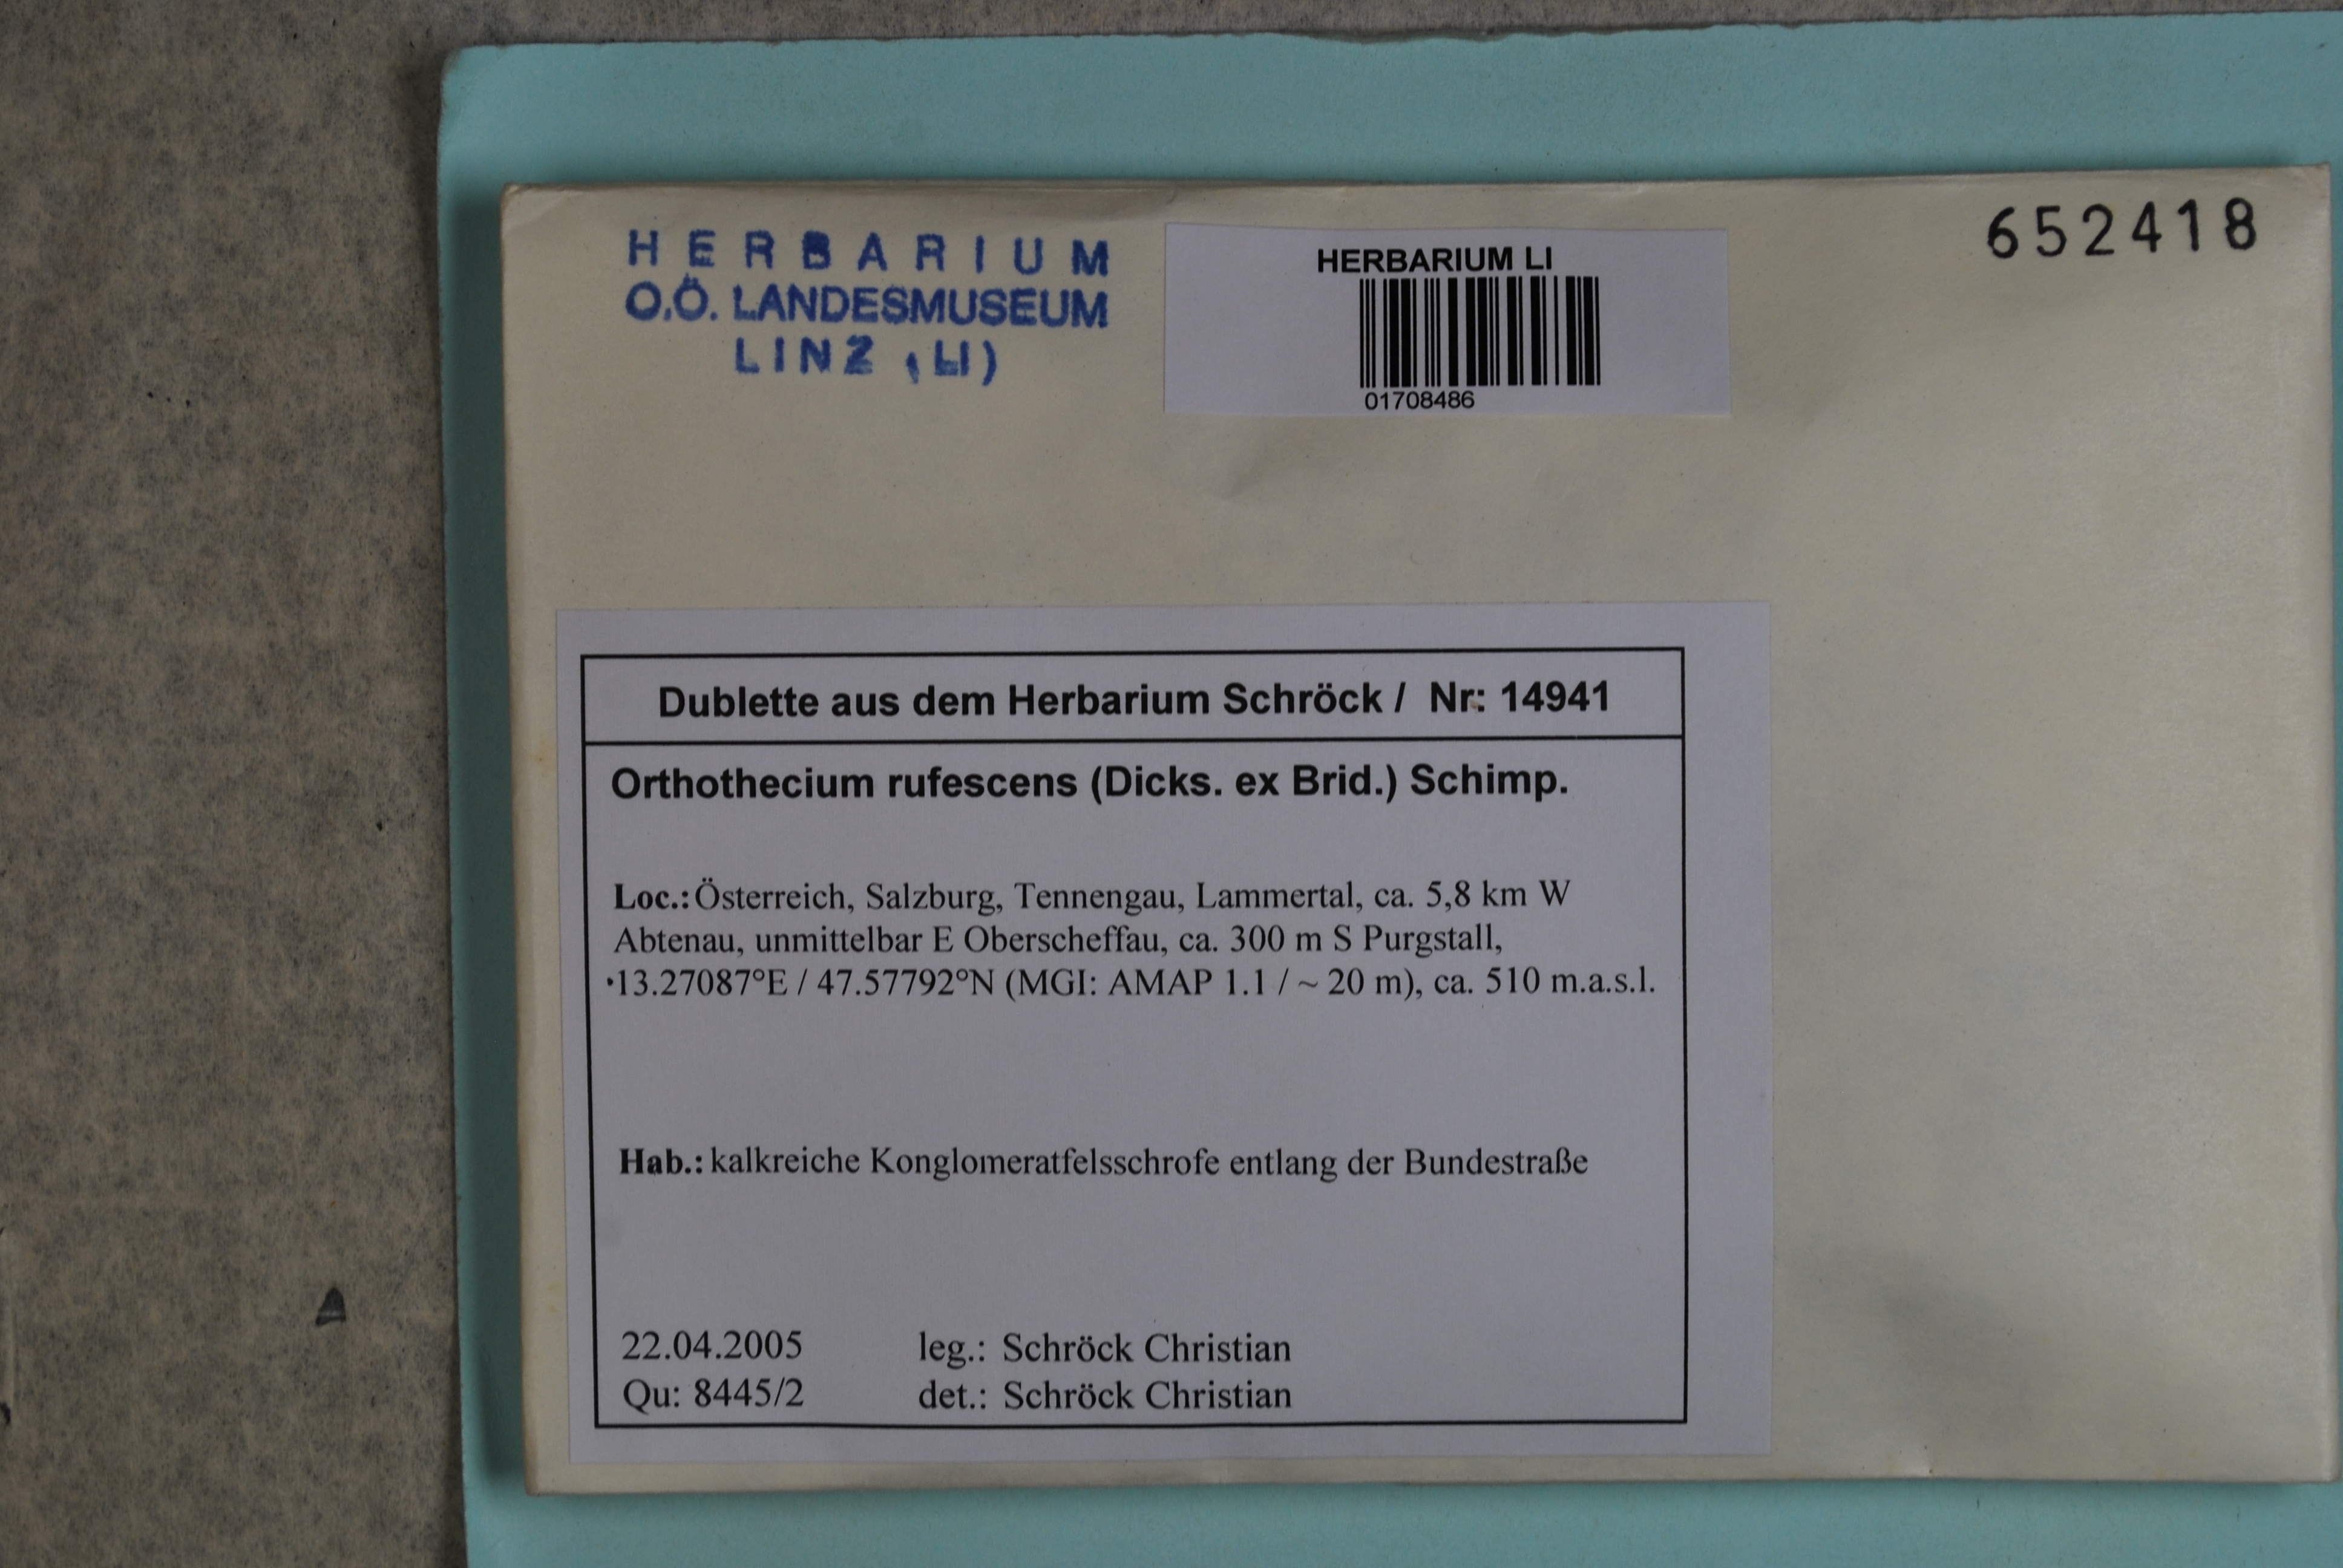 HERBARIUM
O.Ö. LANDESMUSEUM
LINZ (LI)
HERBARIUM LI
01708486
652418
Dublette aus dem Herbarium Schröck / Nr: 14941
Orthothecium rufescens (Dicks. ex Brid.) Schimp.
Loc.: Österreich, Salzburg, Tennengau, Lammertal, ca. 5,8 km W
Abtenau, unmittelbar E Oberscheffau, ca. 300 m S Purgstall,
13.27087°E / 47.57792°N (MGI: AMAP 1.1 / ~ 20 m), ca. 510 m.a.s.l.
Hab.: kalkreiche Konglomeratfelsschrofe entlang der Bundestraße
22.04.2005 leg.: Schröck Christian
Qu: 8445/2 det.: Schröck Christian